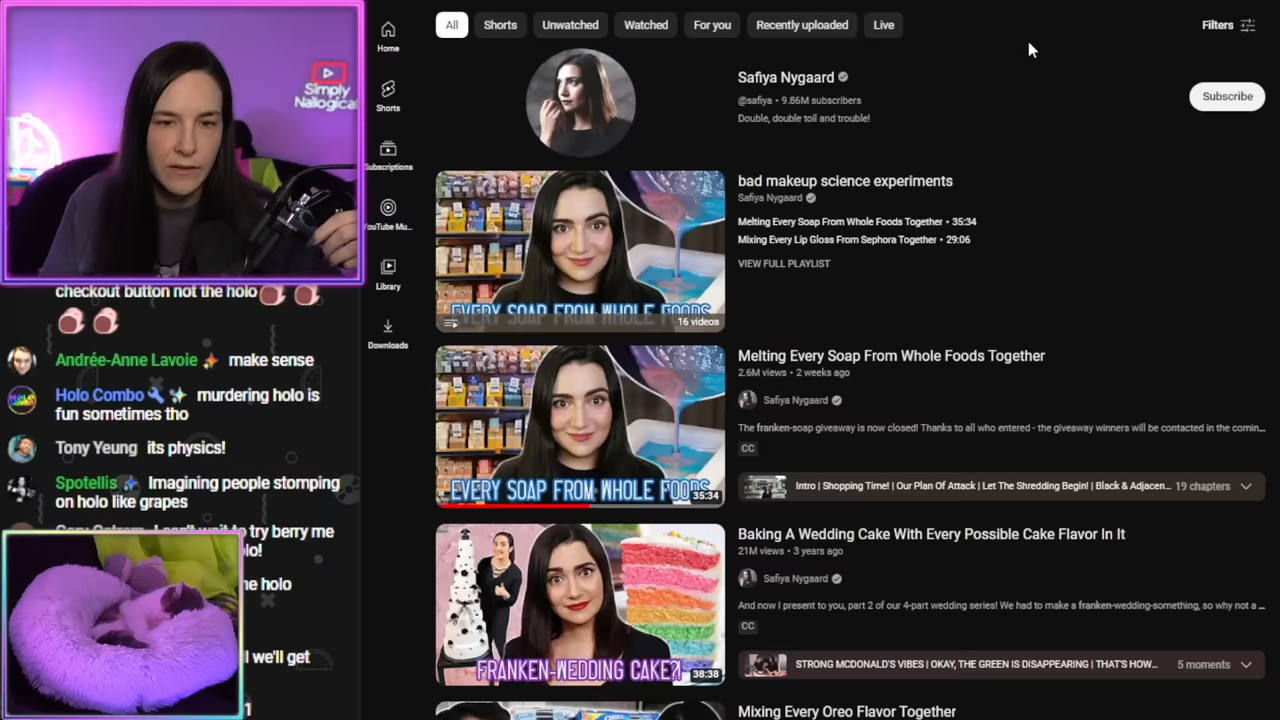 Simply
Nailogical
checkout button not the holo
Andrée-Anne Lavoie make sense
Holo Combo murdering holo is
fun sometimes tho
Tony Yeung its physics!
Spotellis Imagining people stomping
on holo like grapes
try berry me
holo
we'll get
Home
Shorts
Subscriptions
YouTube Mu...
Library
Downloads
All
Shorts
Unwatched
Watched
For you
Recently uploaded
Live
Filters
Safiya Nygaard
@safiya • 9.86M subscribers
Double, double toil and trouble!
Subscribe
EVERY SOAP FROM WHOLE FOODS
16 videos
bad makeup science experiments
Safiya Nygaard
Melting Every Soap From Whole Foods Together • 35:34
Mixing Every Lip Gloss From Sephora Together • 29:06
VIEW FULL PLAYLIST
EVERY SOAP FROM WHOLE FOODS
35:34
Melting Every Soap From Whole Foods Together
2.6M views • 2 weeks ago
Safiya Nygaard
The franken-soap giveaway is now closed! Thanks to all who entered - the giveaway winners will be contacted in the comin...
CC
Intro | Shopping Time! | Our Plan Of Attack | Let The Shredding Begin! | Black & Adjacen... 19 chapters
FRANKEN-WEDDING CAKE?!
38:38
Baking A Wedding Cake With Every Possible Cake Flavor In It
21M views • 3 years ago
Safiya Nygaard
And now I present to you, part 2 of our 4-part wedding series! We had to make a franken-wedding-something, so why not a ...
CC
STRONG MCDONALD'S VIBES | OKAY, THE GREEN IS DISAPPEARING | THAT'S HOW... 5 moments
Mixing Every Oreo Flavor Together